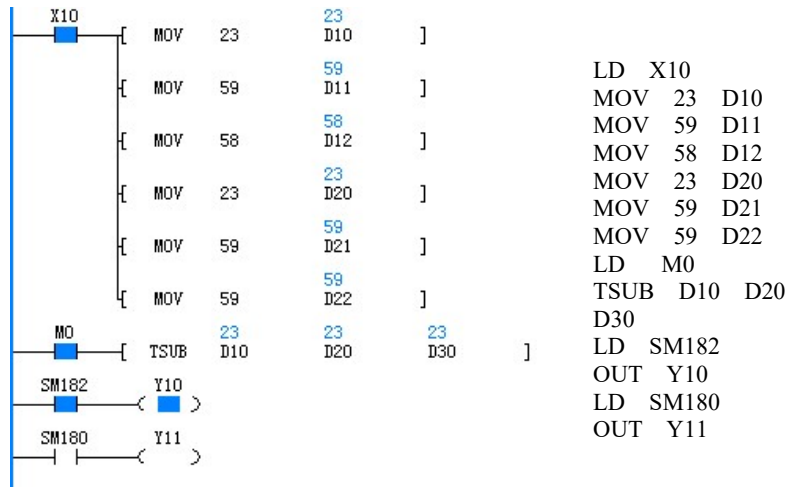 X10
23
MOV 23 D10
59
MOV 59 D11
58
MOV 58 D12
23
MOV 23 D20
59
MOV 59 D21
59
MOV 59 D22
M0
23 23 23
TSUB D10 D20 D30
SM182 Y10
SM180 Y11
LD X10
MOV 23 D10
MOV 59 D11
MOV 58 D12
MOV 23 D20
MOV 59 D21
MOV 59 D22
LD M0
TSUB D10 D20
D30
LD SM182
OUT Y10
LD SM180
OUT Y11